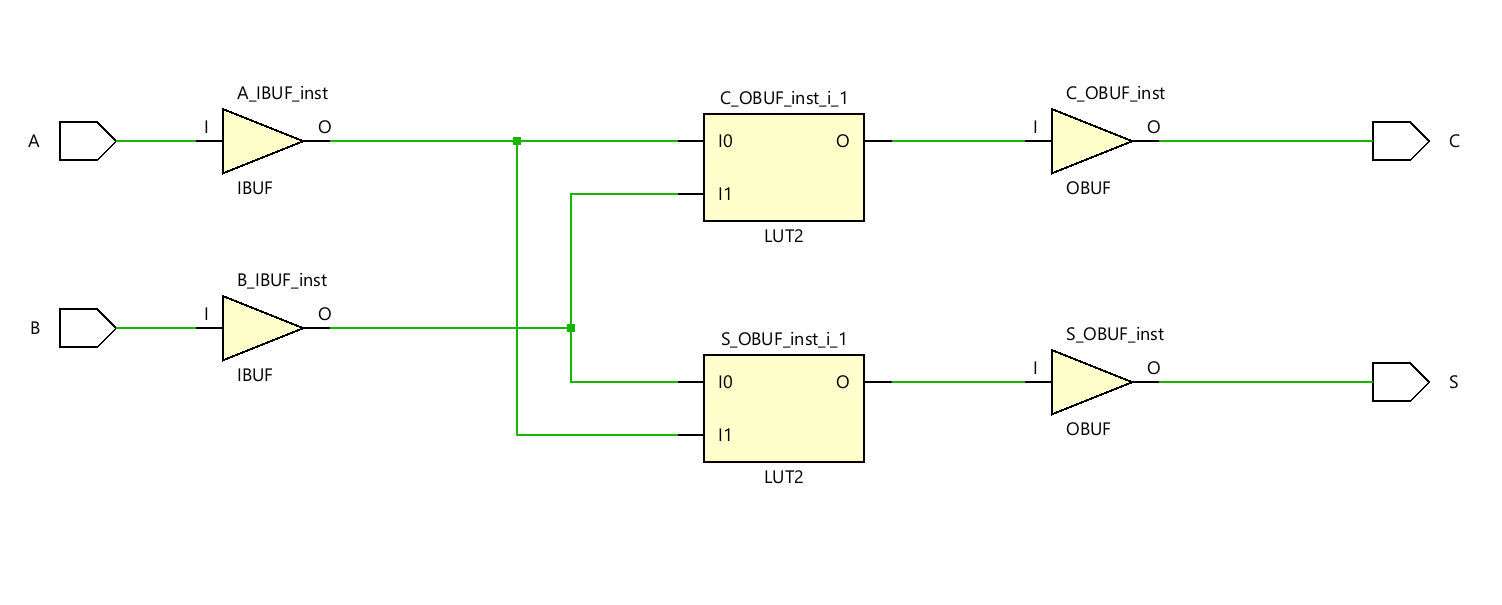 A_IBUF_inst
C_OBUF_inst_i_1
C_OBUF_inst
A
I
O
I0
O
I
O
C
IBUF
I1
OBUF
LUT2
B_IBUF_inst
B
I
O
S_OBUF_inst_i_1
S_OBUF_inst
IBUF
I0
O
I
O
S
I1
OBUF
LUT2